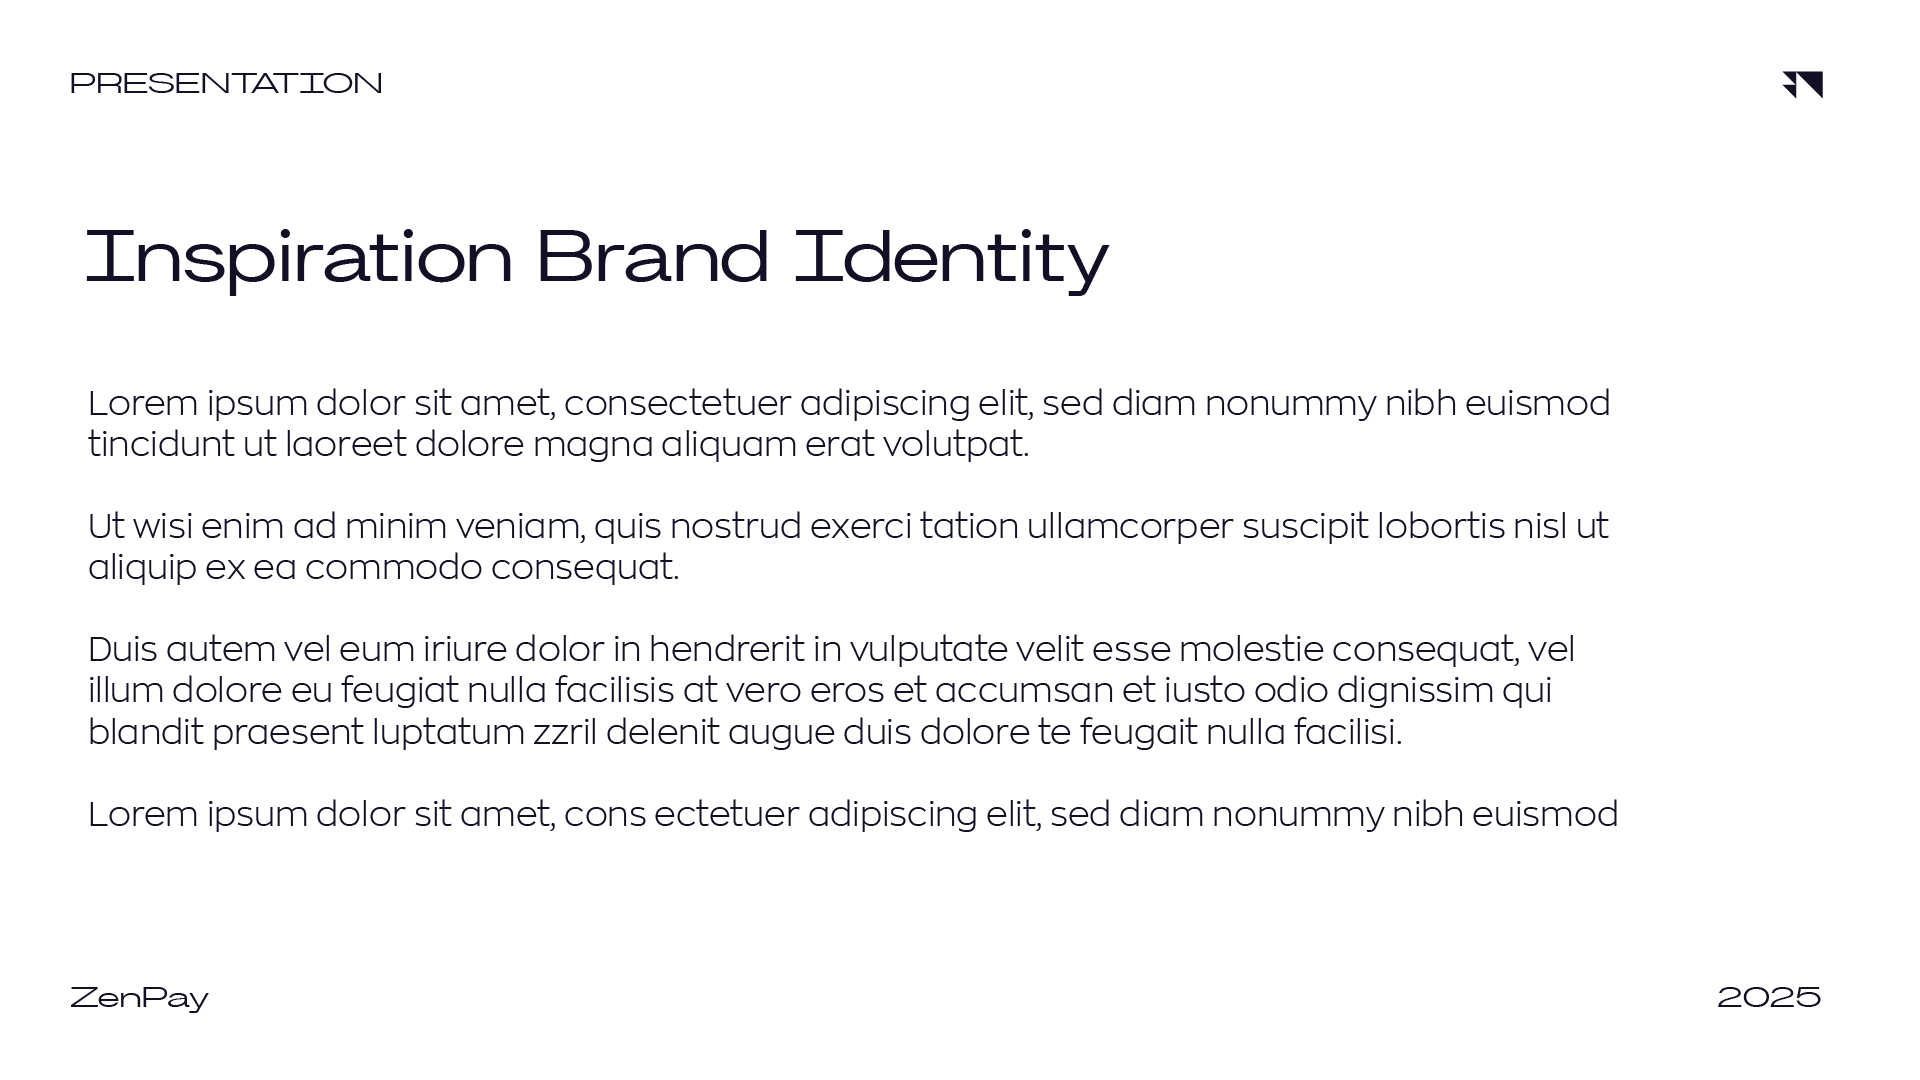 PRESENTATION
Inspiration Brand Identity
Lorem ipsum dolor sit amet, consectetuer adipiscing elit, sed diam nonummy nibh euismod
tincidunt ut laoreet dolore magna aliquam erat volutpat.
Ut wisi enim ad minim veniam, quis nostrud exerci tation ullamcorper suscipit lobortis nisl ut
aliquip ex ea commodo consequat.
Duis autem vel eum iriure dolor in hendrerit in vulputate velit esse molestie consequat, vel
illum dolore eu feugiat nulla facilisis at vero eros et accumsan et iusto odio dignissim qui
blandit praesent luptatum zzril delenit augue duis dolore te feugait nulla facilisi.
Lorem ipsum dolor sit amet, cons ectetuer adipiscing elit, sed diam nonummy nibh euismod
ZenPay
2025